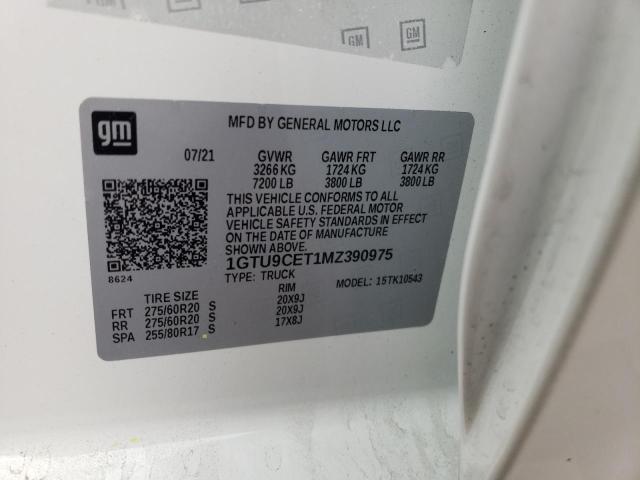 GM
GM
gm
MFD BY GENERAL MOTORS LLC
07/21 GVWR GAWR FRT GAWR RR
3266 KG 1724 KG 1724 KG
7200 LB 3800 LB 3800 LB
THIS VEHICLE CONFORMS TO ALL
APPLICABLE U.S. FEDERAL MOTOR
VEHICLE SAFETY STANDARDS IN EFFECT
ON THE DATE OF MANUFACTURE
SHOWN ABOVE.
1GTU9CET1MZ390975
8624
TYPE: TRUCK MODEL: 15TK10543
TIRE SIZE RIM
FRT 275/60R20 S 20X9J
RR 275/60R20 S 20X9J
SPA 255/80R17 S 17X8J